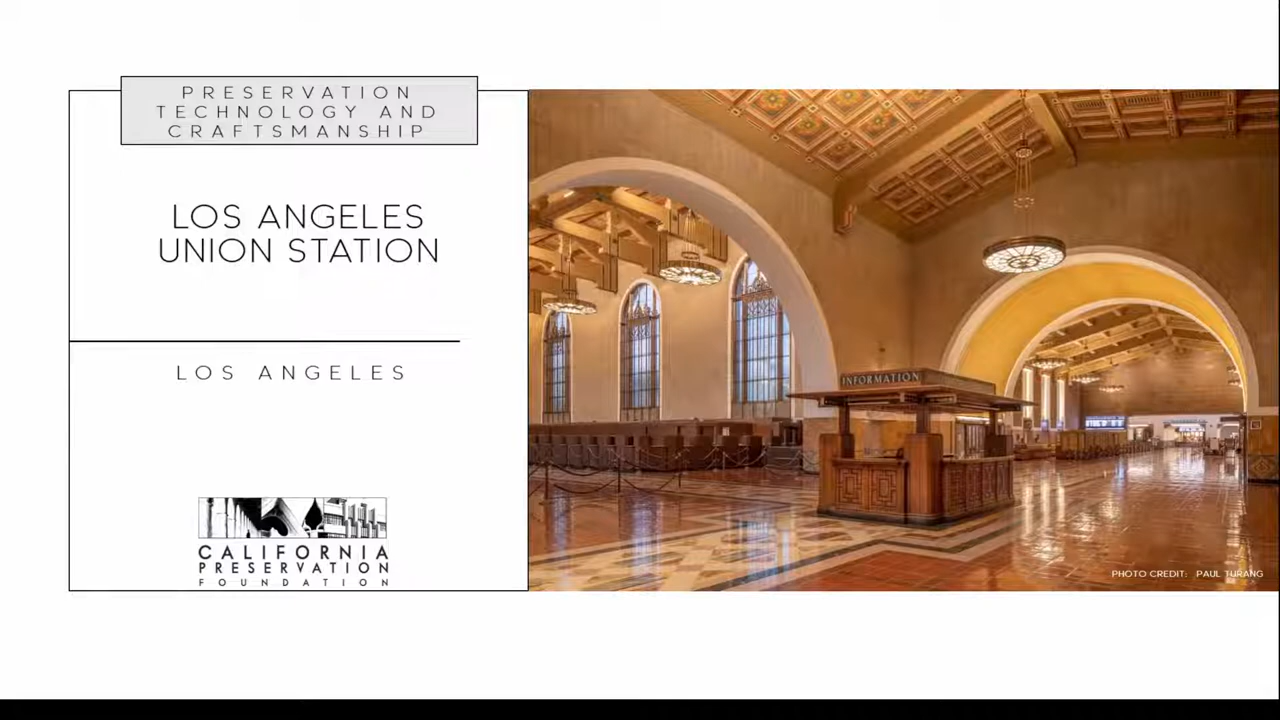 PRESERVATION
TECHNOLOGY AND
CRAFTSMANSHIP
LOS ANGELES
UNION STATION
LOS ANGELES
CALIFORNIA
PRESERVATION
FOUNDATION
INFORMATION
PHOTO CREDIT: PAUL TURANG